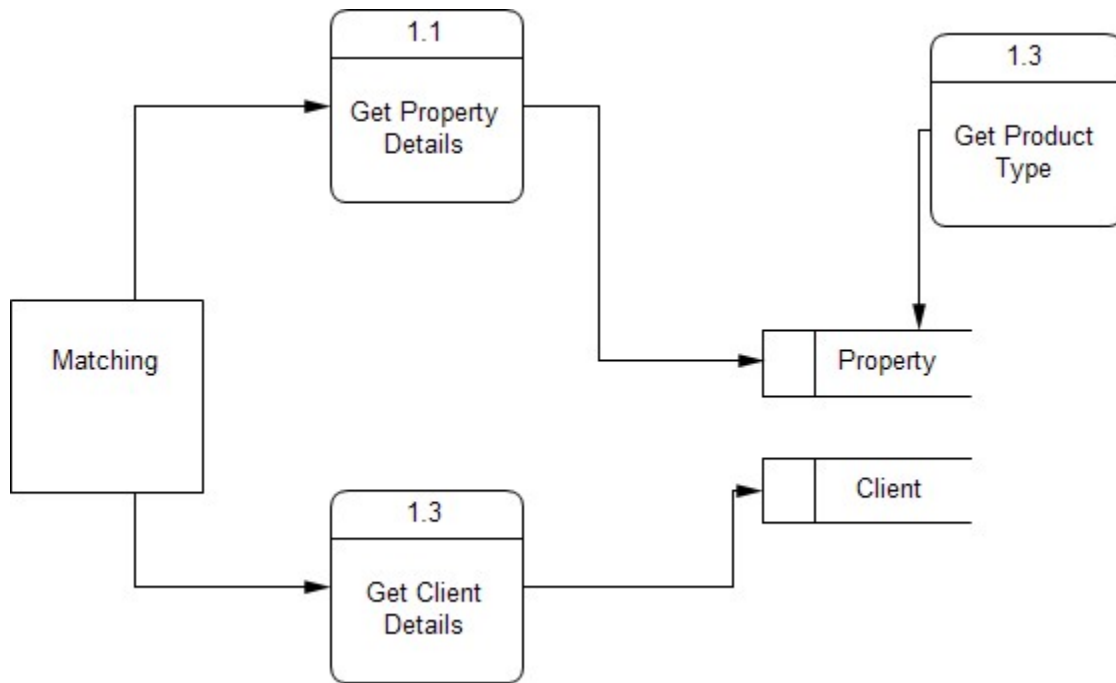 1.1
Get Property
Details
1.3
Get Product
Type
Matching
Property
Client
1.3
Get Client
Details